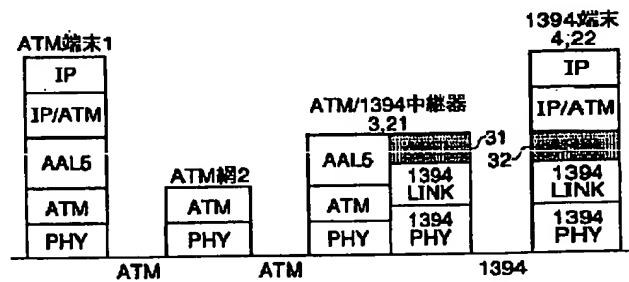 ATM端末1
IP
IP/ATM
AAL5
ATM
PHY
ATM網2
ATM
PHY
ATM/1394中継器
3,21
AAL5
ATM
PHY
31
1394
LINK
1394
PHY
1394端末
4,22
IP
IP/ATM
32
1394
LINK
1394
PHY
ATM
ATM
1394